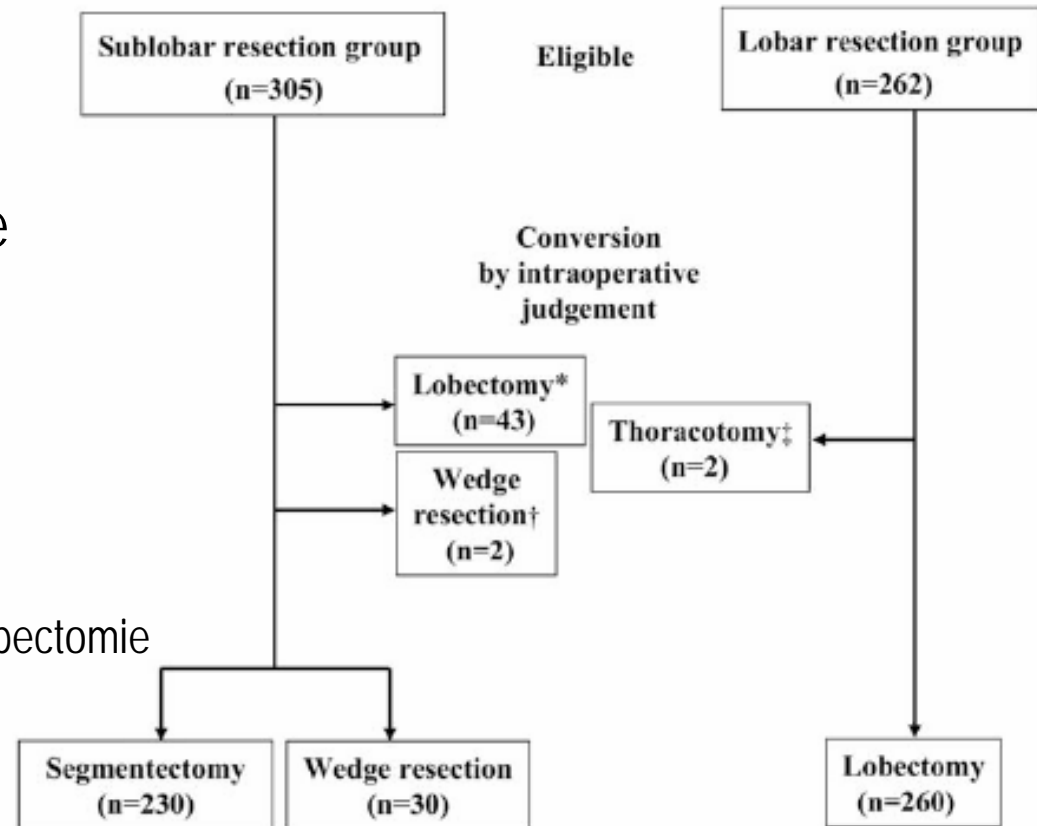 Sublobar resection group
(n=305)
Eligible
Lobar resection group
(n=262)
e
Conversion
by intraoperative
judgement
Lobectomy*
(n=43)
Thoracotomy‡
(n=2)
Wedge
resection†
(n=2)
bectomie
Segmentectomy
(n=230)
Wedge resection
(n=30)
Lobectomy
(n=260)